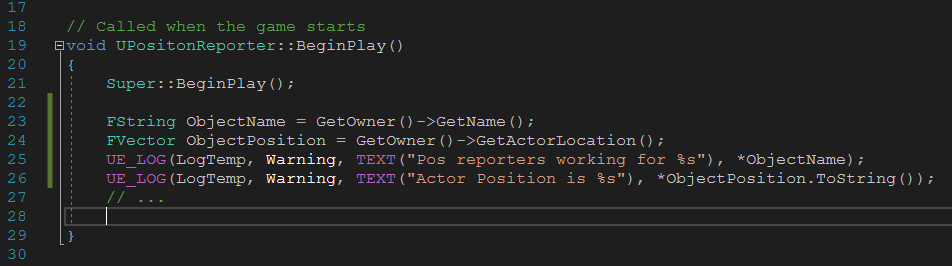 17
18 // Called when the game starts
19 void UPositonReporter::BeginPlay()
20 {
21 Super::BeginPlay();
22
23 FString ObjectName = GetOwner()->GetName();
24 FVector ObjectPosition = GetOwner()->GetActorLocation();
25 UE_LOG(LogTemp, Warning, TEXT("Pos reporters working for %s"), *ObjectName);
26 UE_LOG(LogTemp, Warning, TEXT("Actor Position is %s"), *ObjectPosition.ToString());
27 // ...
28
29 }
30